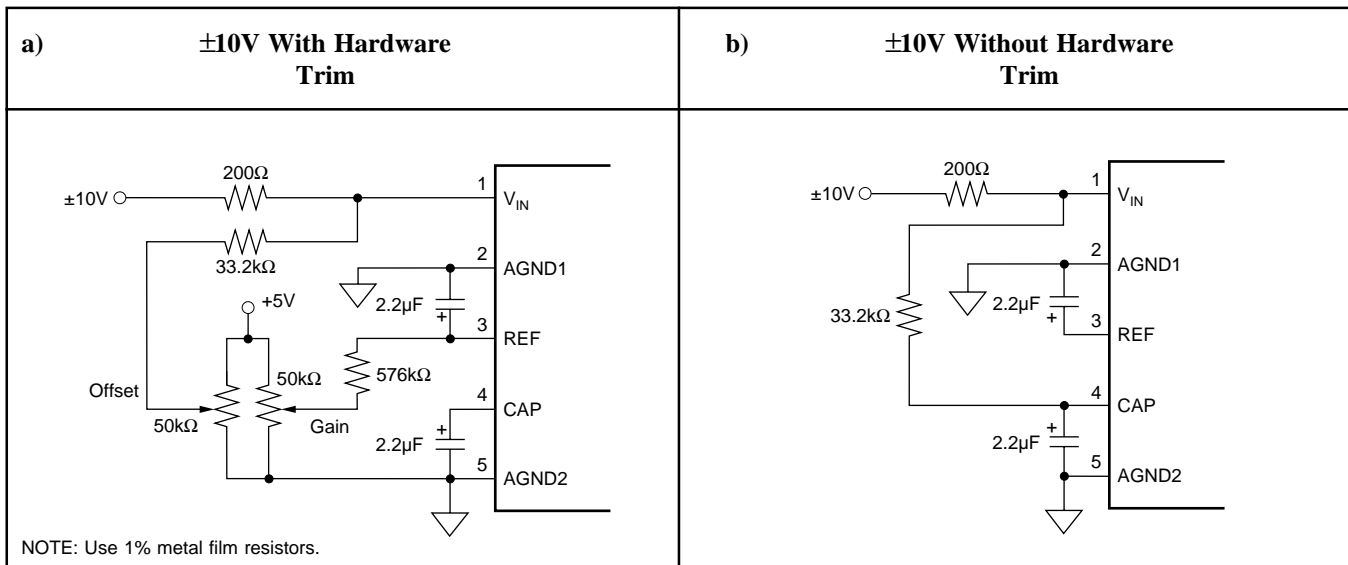 a)
±10V With Hardware
Trim
b)
±10V Without Hardware
Trim
200Ω
±10V
1
V_IN
33.2kΩ
2
AGND1
+5V
2.2µF
+
3
REF
50kΩ
576kΩ
Offset
50kΩ
Gain
4
CAP
+
2.2µF
5
AGND2
NOTE: Use 1% metal film resistors.
200Ω
±10V
1
V_IN
2
AGND1
33.2kΩ
2.2µF
+
3
REF
4
CAP
+
2.2µF
5
AGND2